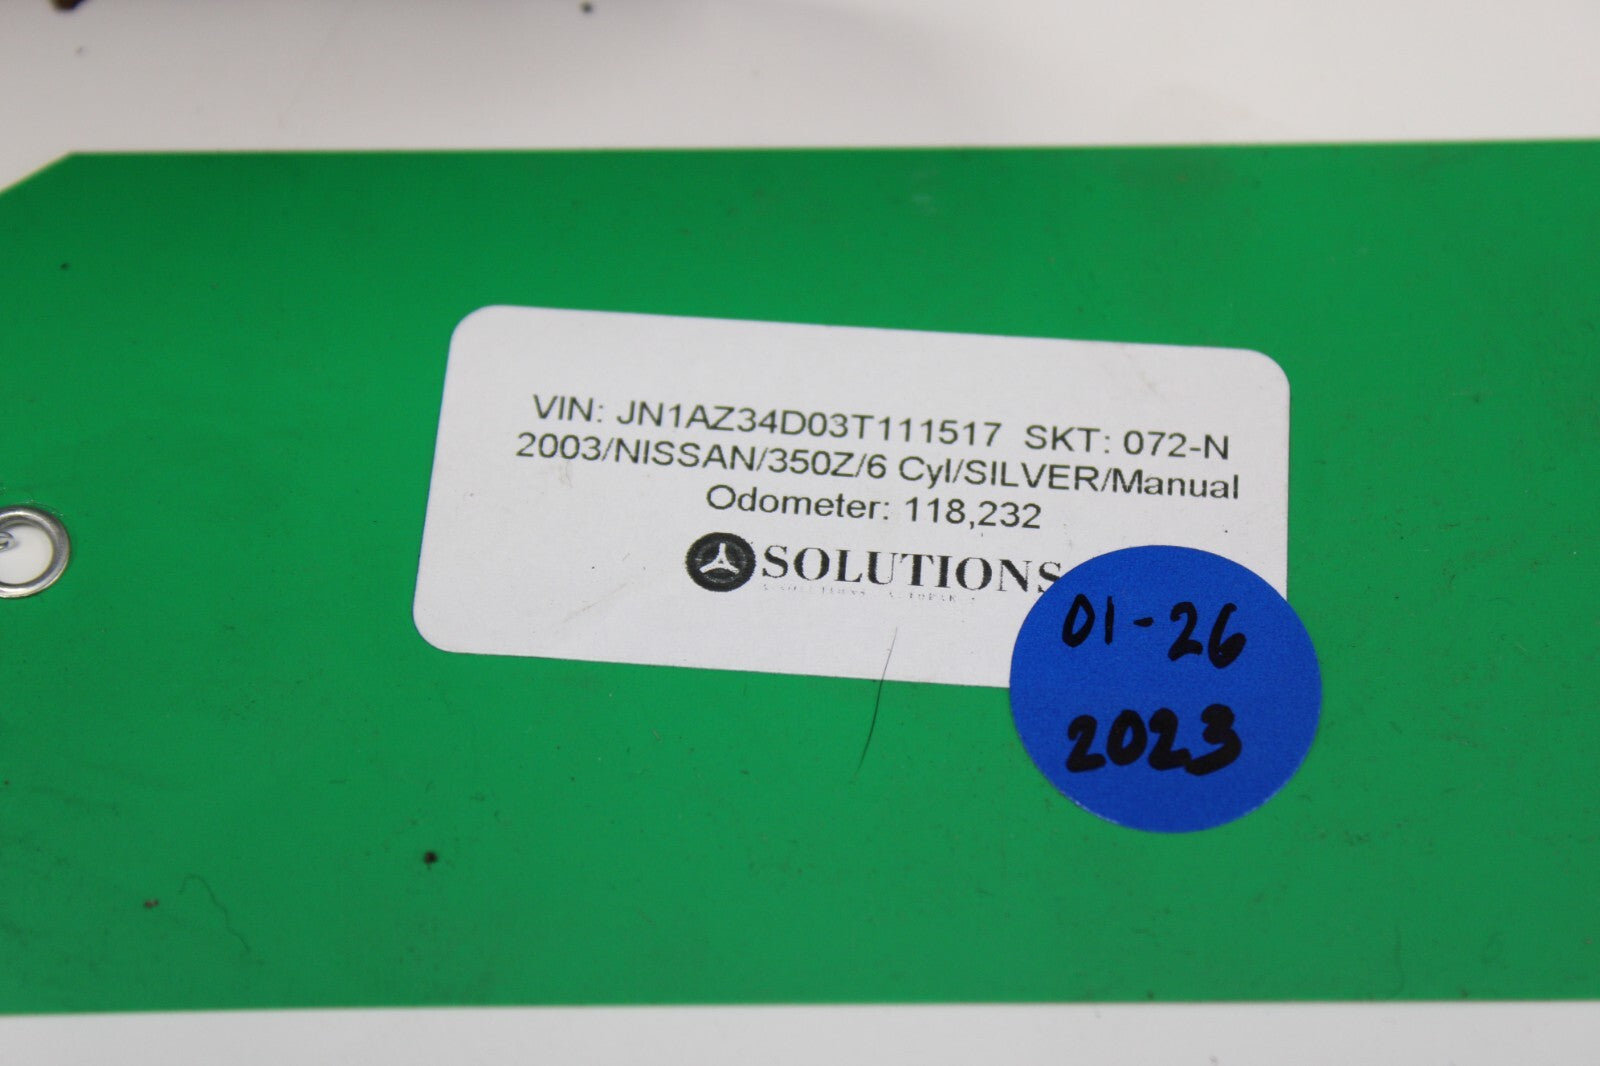 VIN: JN1AZ34D03T111517 SKT: 072-N
2003/NISSAN/350Z/6 Cyl/SILVER/Manual
Odometer: 118,232
SOLUTIONS
01-26
2023